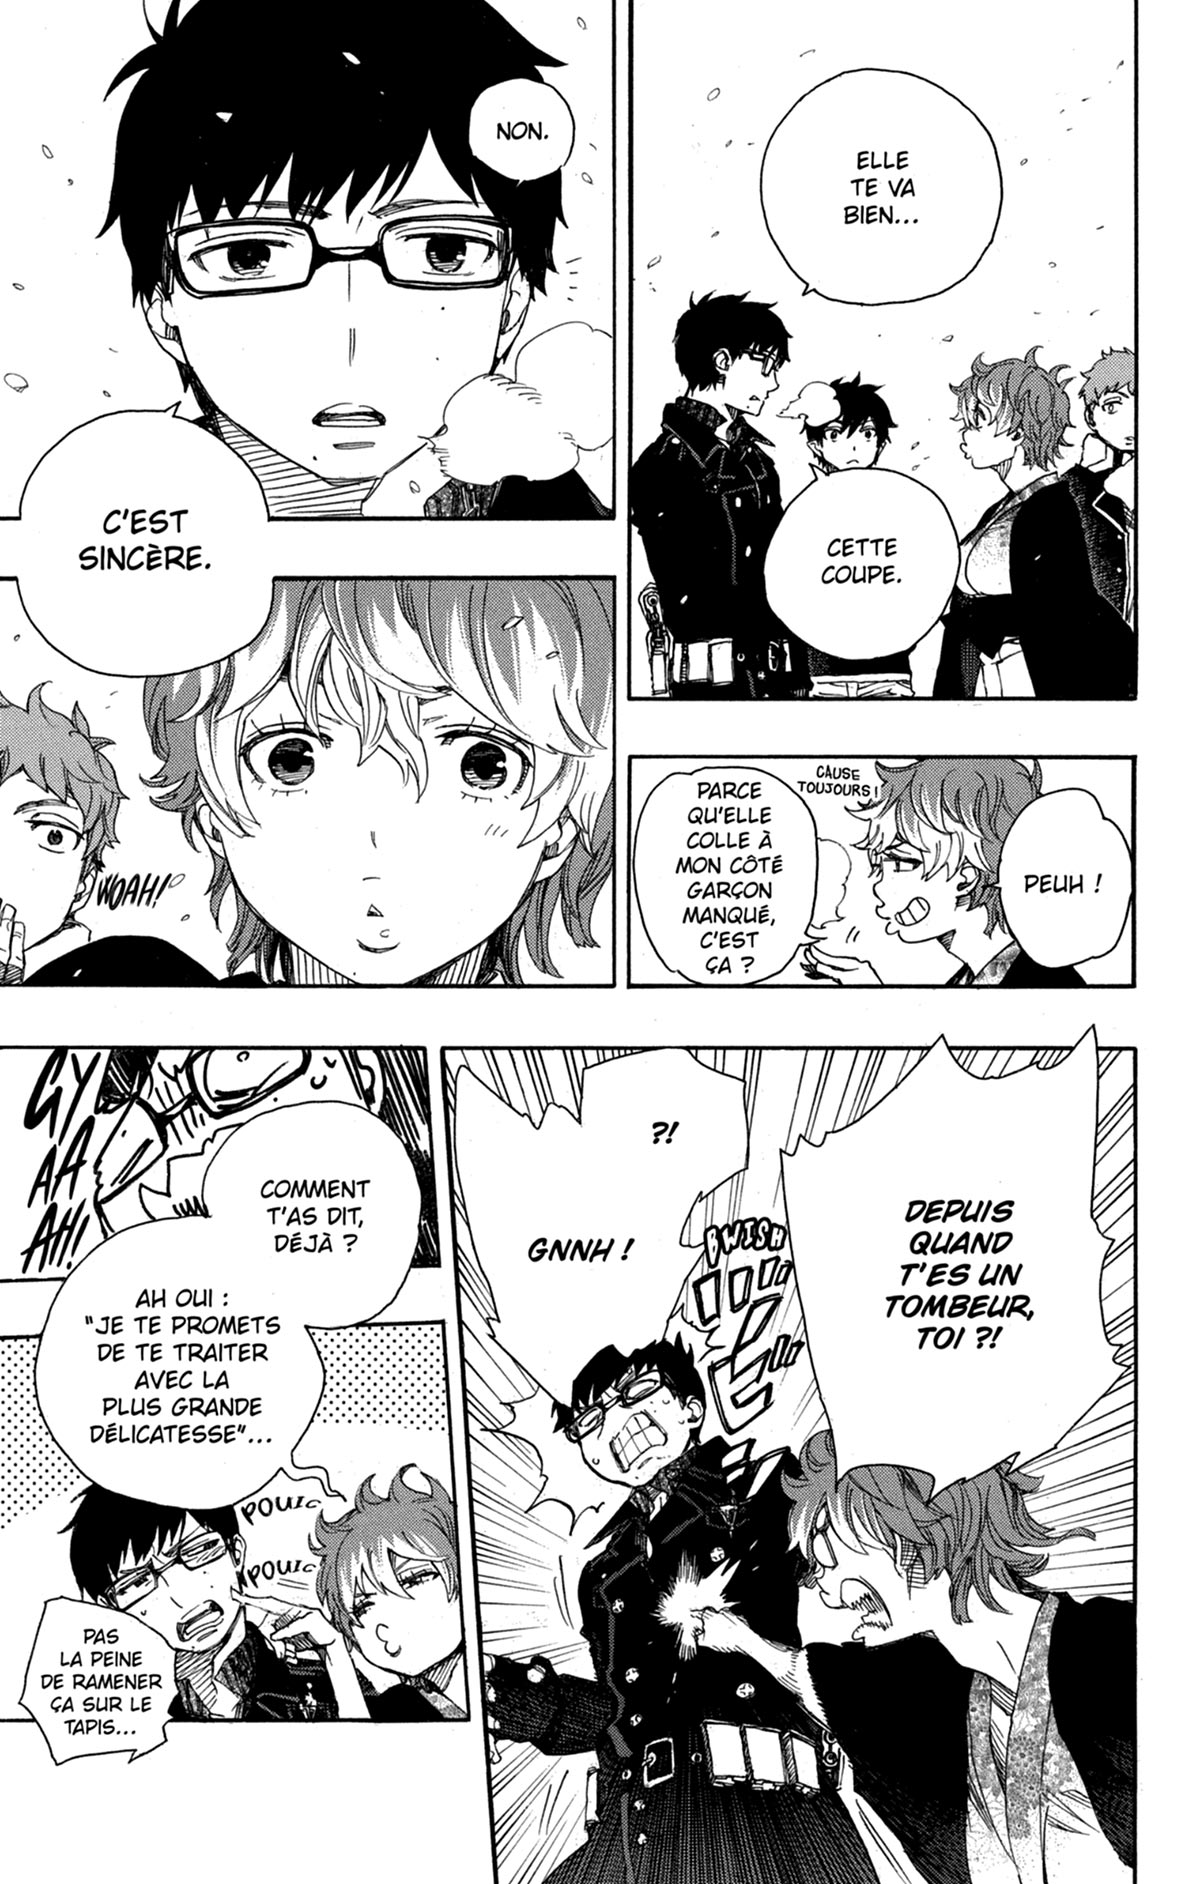 ELLE
TE VA
BIEN...
CETTE
COUPE.
PEUH !
CAUSE
TOUJOURS !
PARCE
QU'ELLE
COLLE À
MON CÔTÉ
GARÇON
MANQUÉ,
C'EST
ÇA ?
NON.
C'EST
SINCÈRE.
WOAH!
DEPUIS
QUAND
T'ES UN
TOMBEUR,
TOI ?!
BWISH
?!
GNNH !
GY
AA
AH!
COMMENT
T'AS DIT,
DÉJÀ ?
AH OUI :
"JE TE PROMETS
DE TE TRAITER
AVEC LA
PLUS GRANDE
DÉLICATESSE"...
POUIC
POUIC
PAS
LA PEINE
DE RAMENER
ÇA SUR LE
TAPIS...